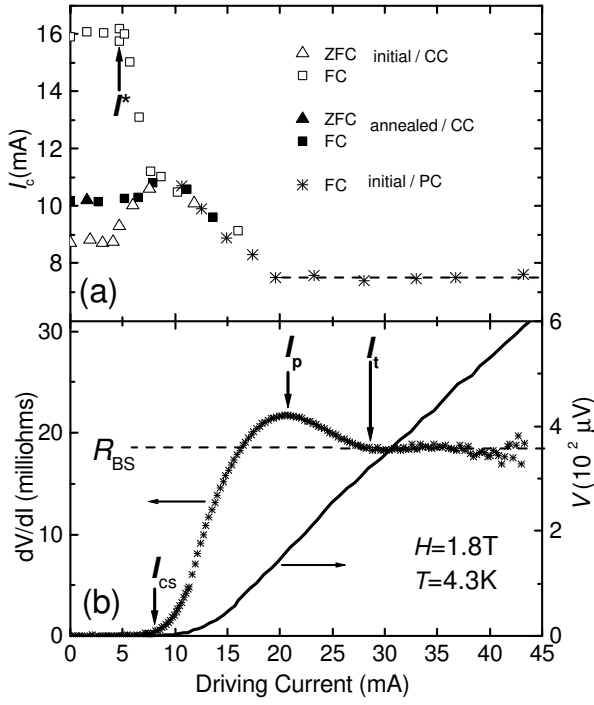 16
14
12
10
8
I_c(mA)
I*
ZFC initial / CC
FC
ZFC annealed / CC
FC
FC initial / PC
(a)
30
20
10
0
dV/dI (milliohms)
6
4
2
0
V (10⁻² μV)
I_p
I_t
R_BS
I_cs
H=1.8T
T=4.3K
(b)
0 5 10 15 20 25 30 35 40 45
Driving Current (mA)